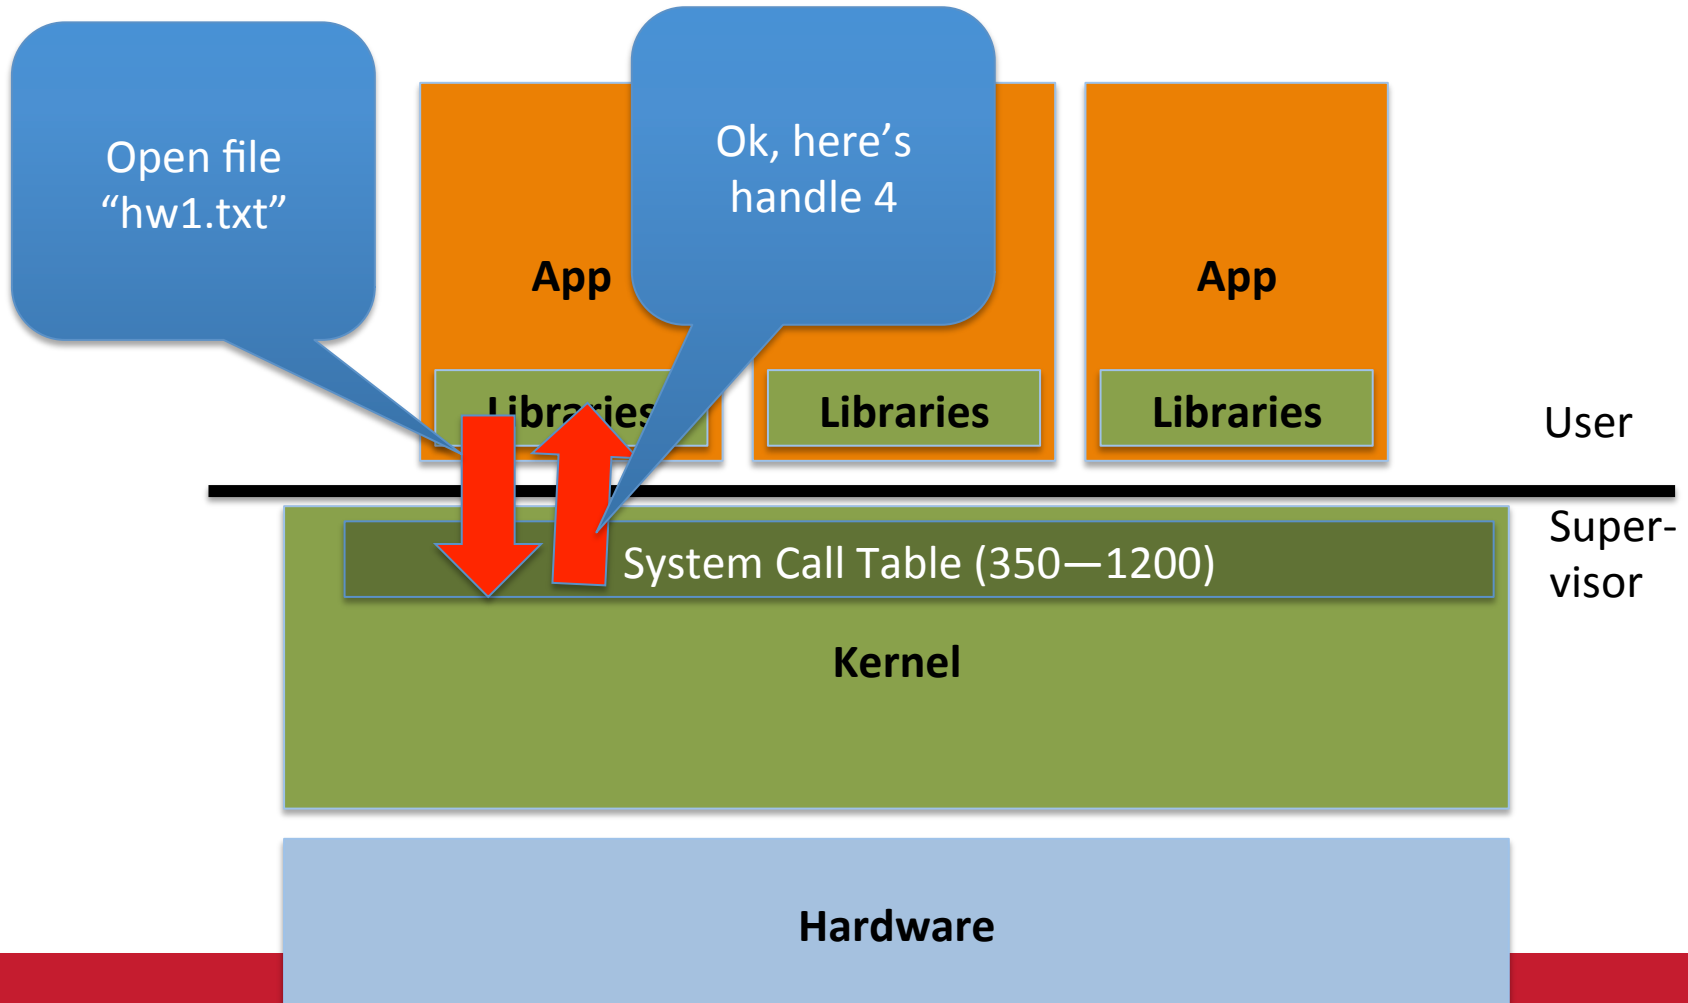 Open file
“hw1.txt”
Ok, here’s
handle 4
App
App
Libraries
Libraries
Libraries
User
Super-
visor
System Call Table (350—1200)
Kernel
Hardware